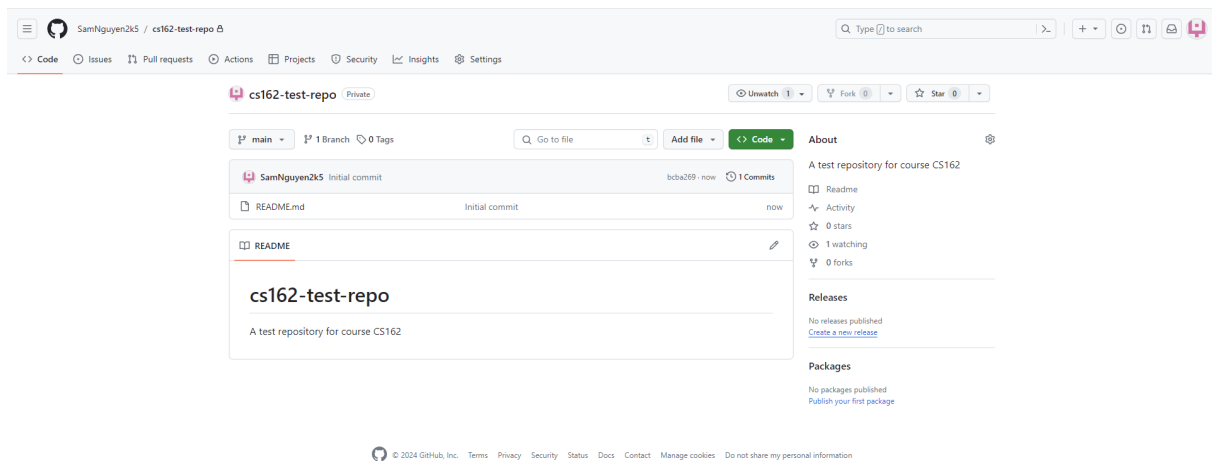 SamNguyen2k5 / cs162-test-repo
Type / to search
Code Issues Pull requests Actions Projects Security Insights Settings
cs162-test-repo Private
Unwatch 1 Fork 0 Star 0
main 1 Branch 0 Tags Go to file t Add file Code
SamNguyen2k5 Initial commit bcba269 · now 1 Commits
README.md Initial commit now
README
cs162-test-repo
A test repository for course CS162
About
A test repository for course CS162
Readme
Activity
0 stars
1 watching
0 forks
Releases
No releases published
Create a new release
Packages
No packages published
Publish your first package
© 2024 GitHub, Inc. Terms Privacy Security Status Docs Contact Manage cookies Do not share my personal information